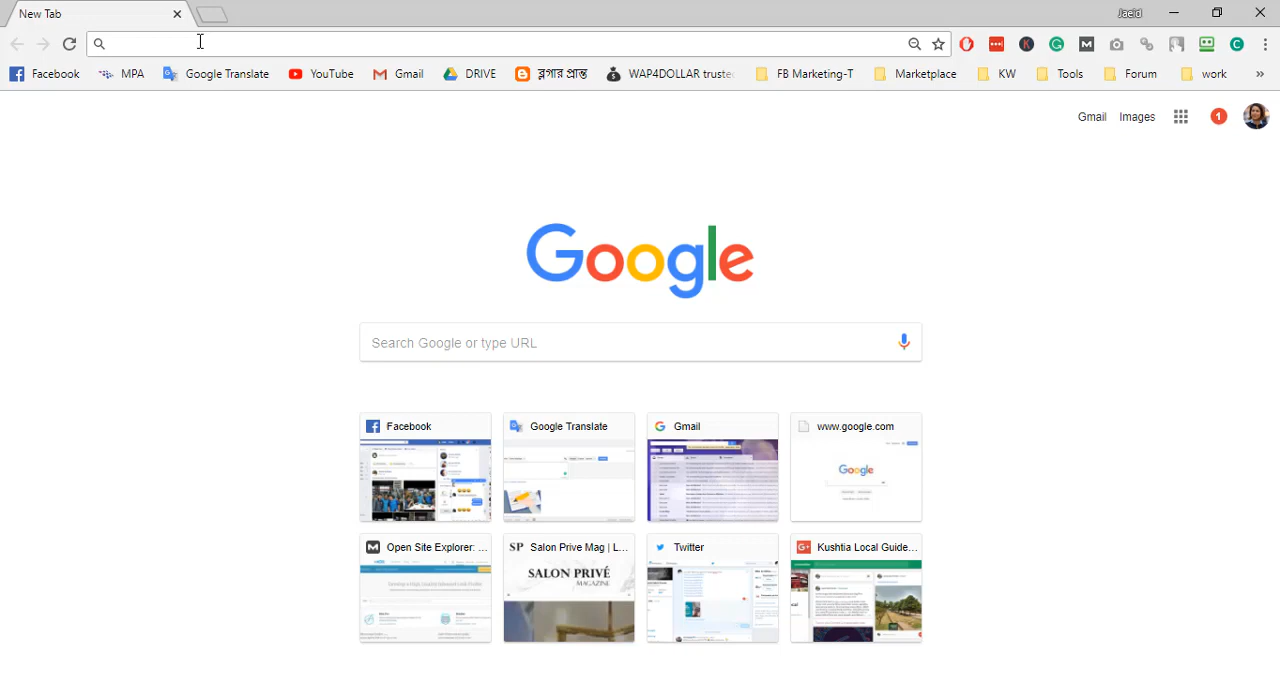 New Tab
Jaeid
Facebook MPA Google Translate YouTube Gmail DRIVE ব্লগার প্রান্ত WAP4DOLLAR truste FB Marketing-T Marketplace KW Tools Forum work »
Gmail Images 1
Google
Search Google or type URL
Facebook Google Translate Gmail www.google.com
Open Site Explorer: ... SP Salon Prive Mag | L... Twitter Kushtia Local Guide...
SALON PRIVÉ
MAGAZINE